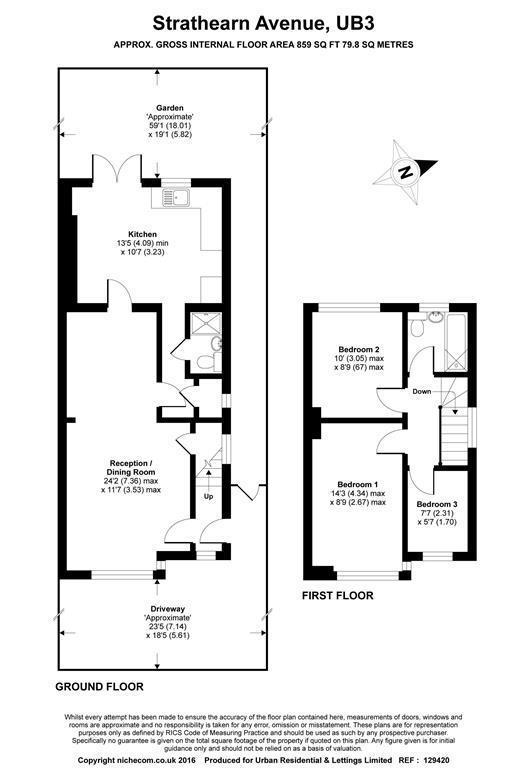 Strathearn Avenue, UB3
APPROX. GROSS INTERNAL FLOOR AREA 859 SQ FT 79.8 SQ METRES
Garden
'Approximate'
59'1 (18.01)
x 19'1 (5.82)
N
Kitchen
13'5 (4.09) min
x 10'7 (3.23)
Reception /
Dining Room
24'2 (7.36) max
x 11'7 (3.53) max
Up
Driveway
'Approximate'
23'5 (7.14)
x 18'5 (5.61)
GROUND FLOOR
Bedroom 2
10' (3.05) max
x 8'9 (67) max
Down
Bedroom 1
14'3 (4.34) max
x 8'9 (2.67) max
Bedroom 3
7'7 (2.31)
x 5'7 (1.70)
FIRST FLOOR
Whilst every attempt has been made to ensure the accuracy of the floor plan contained here, measurements of doors, windows and
rooms are approximate and no responsibility is taken for any error, omission or misstatement. These plans are for representation
purposes only as defined by RICS Code of Measuring Practice and should be used as such by any prospective purchaser.
Specifically no guarantee is given on the total square footage of the property if quoted on this plan. Any figure given is for initial
guidance only and should not be relied on as a basis of valuation.
Copyright nichecom.co.uk 2016 Produced for Urban Residential & Lettings Limited REF : 129420